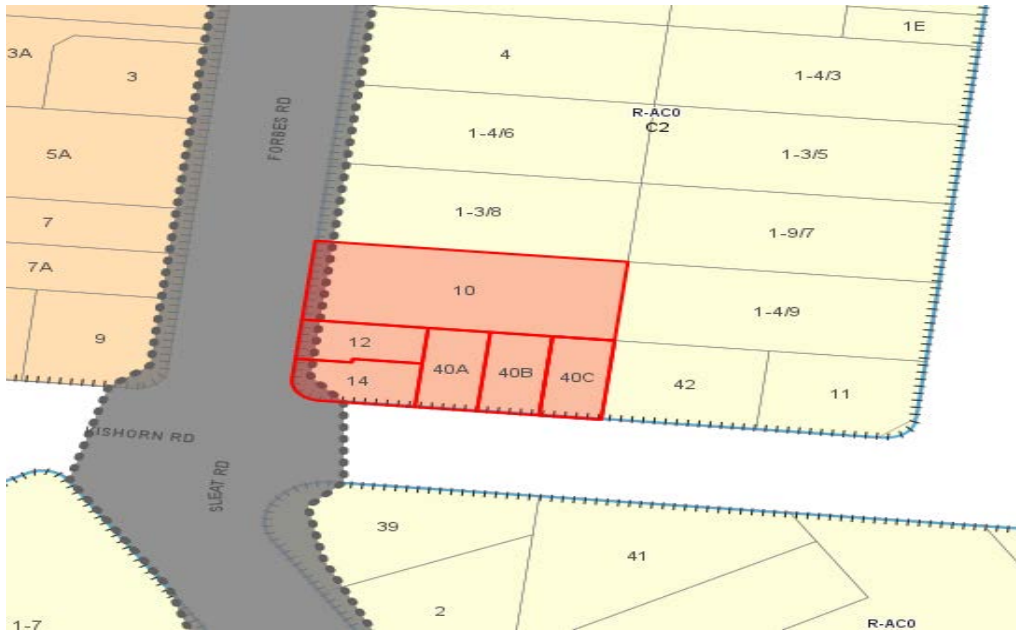 1E
3A
3
4
1-4/3
R-AC0
C2
FORBES RD
1-4/6
5A
1-3/5
7
1-3/8
1-9/7
7A
10
9
12
1-4/9
14
40A
40B
40C
42
11
KISHORN RD
SLEAT RD
39
41
2
1-7
R-AC0